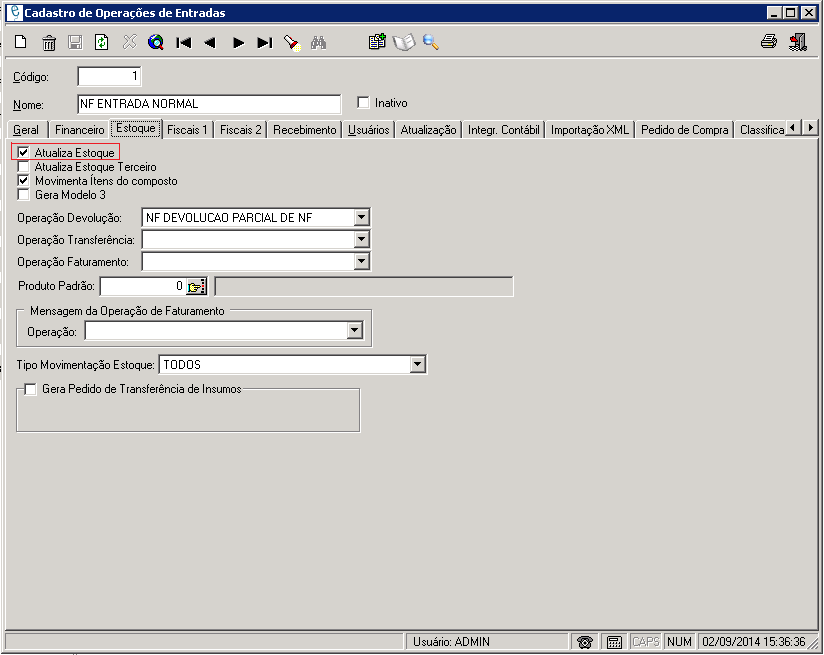 Cadastro de Operações de Entradas
Código: 1
Nome: NF ENTRADA NORMAL Inativo
Geral Financeiro Estoque Fiscais 1 Fiscais 2 Recebimento Usuários Atualização Integr. Contábil Importação XML Pedido de Compra Classifica
Atualiza Estoque
Atualiza Estoque Terceiro
Movimenta Ítens do composto
Gera Modelo 3
Operação Devolução: NF DEVOLUCAO PARCIAL DE NF
Operação Transferência:
Operação Faturamento:
Produto Padrão: 0
Mensagem da Operação de Faturamento
Operação:
Tipo Movimentação Estoque: TODOS
Gera Pedido de Transferência de Insumos
Usuário: ADMIN CAPS NUM 02/09/2014 15:36:36